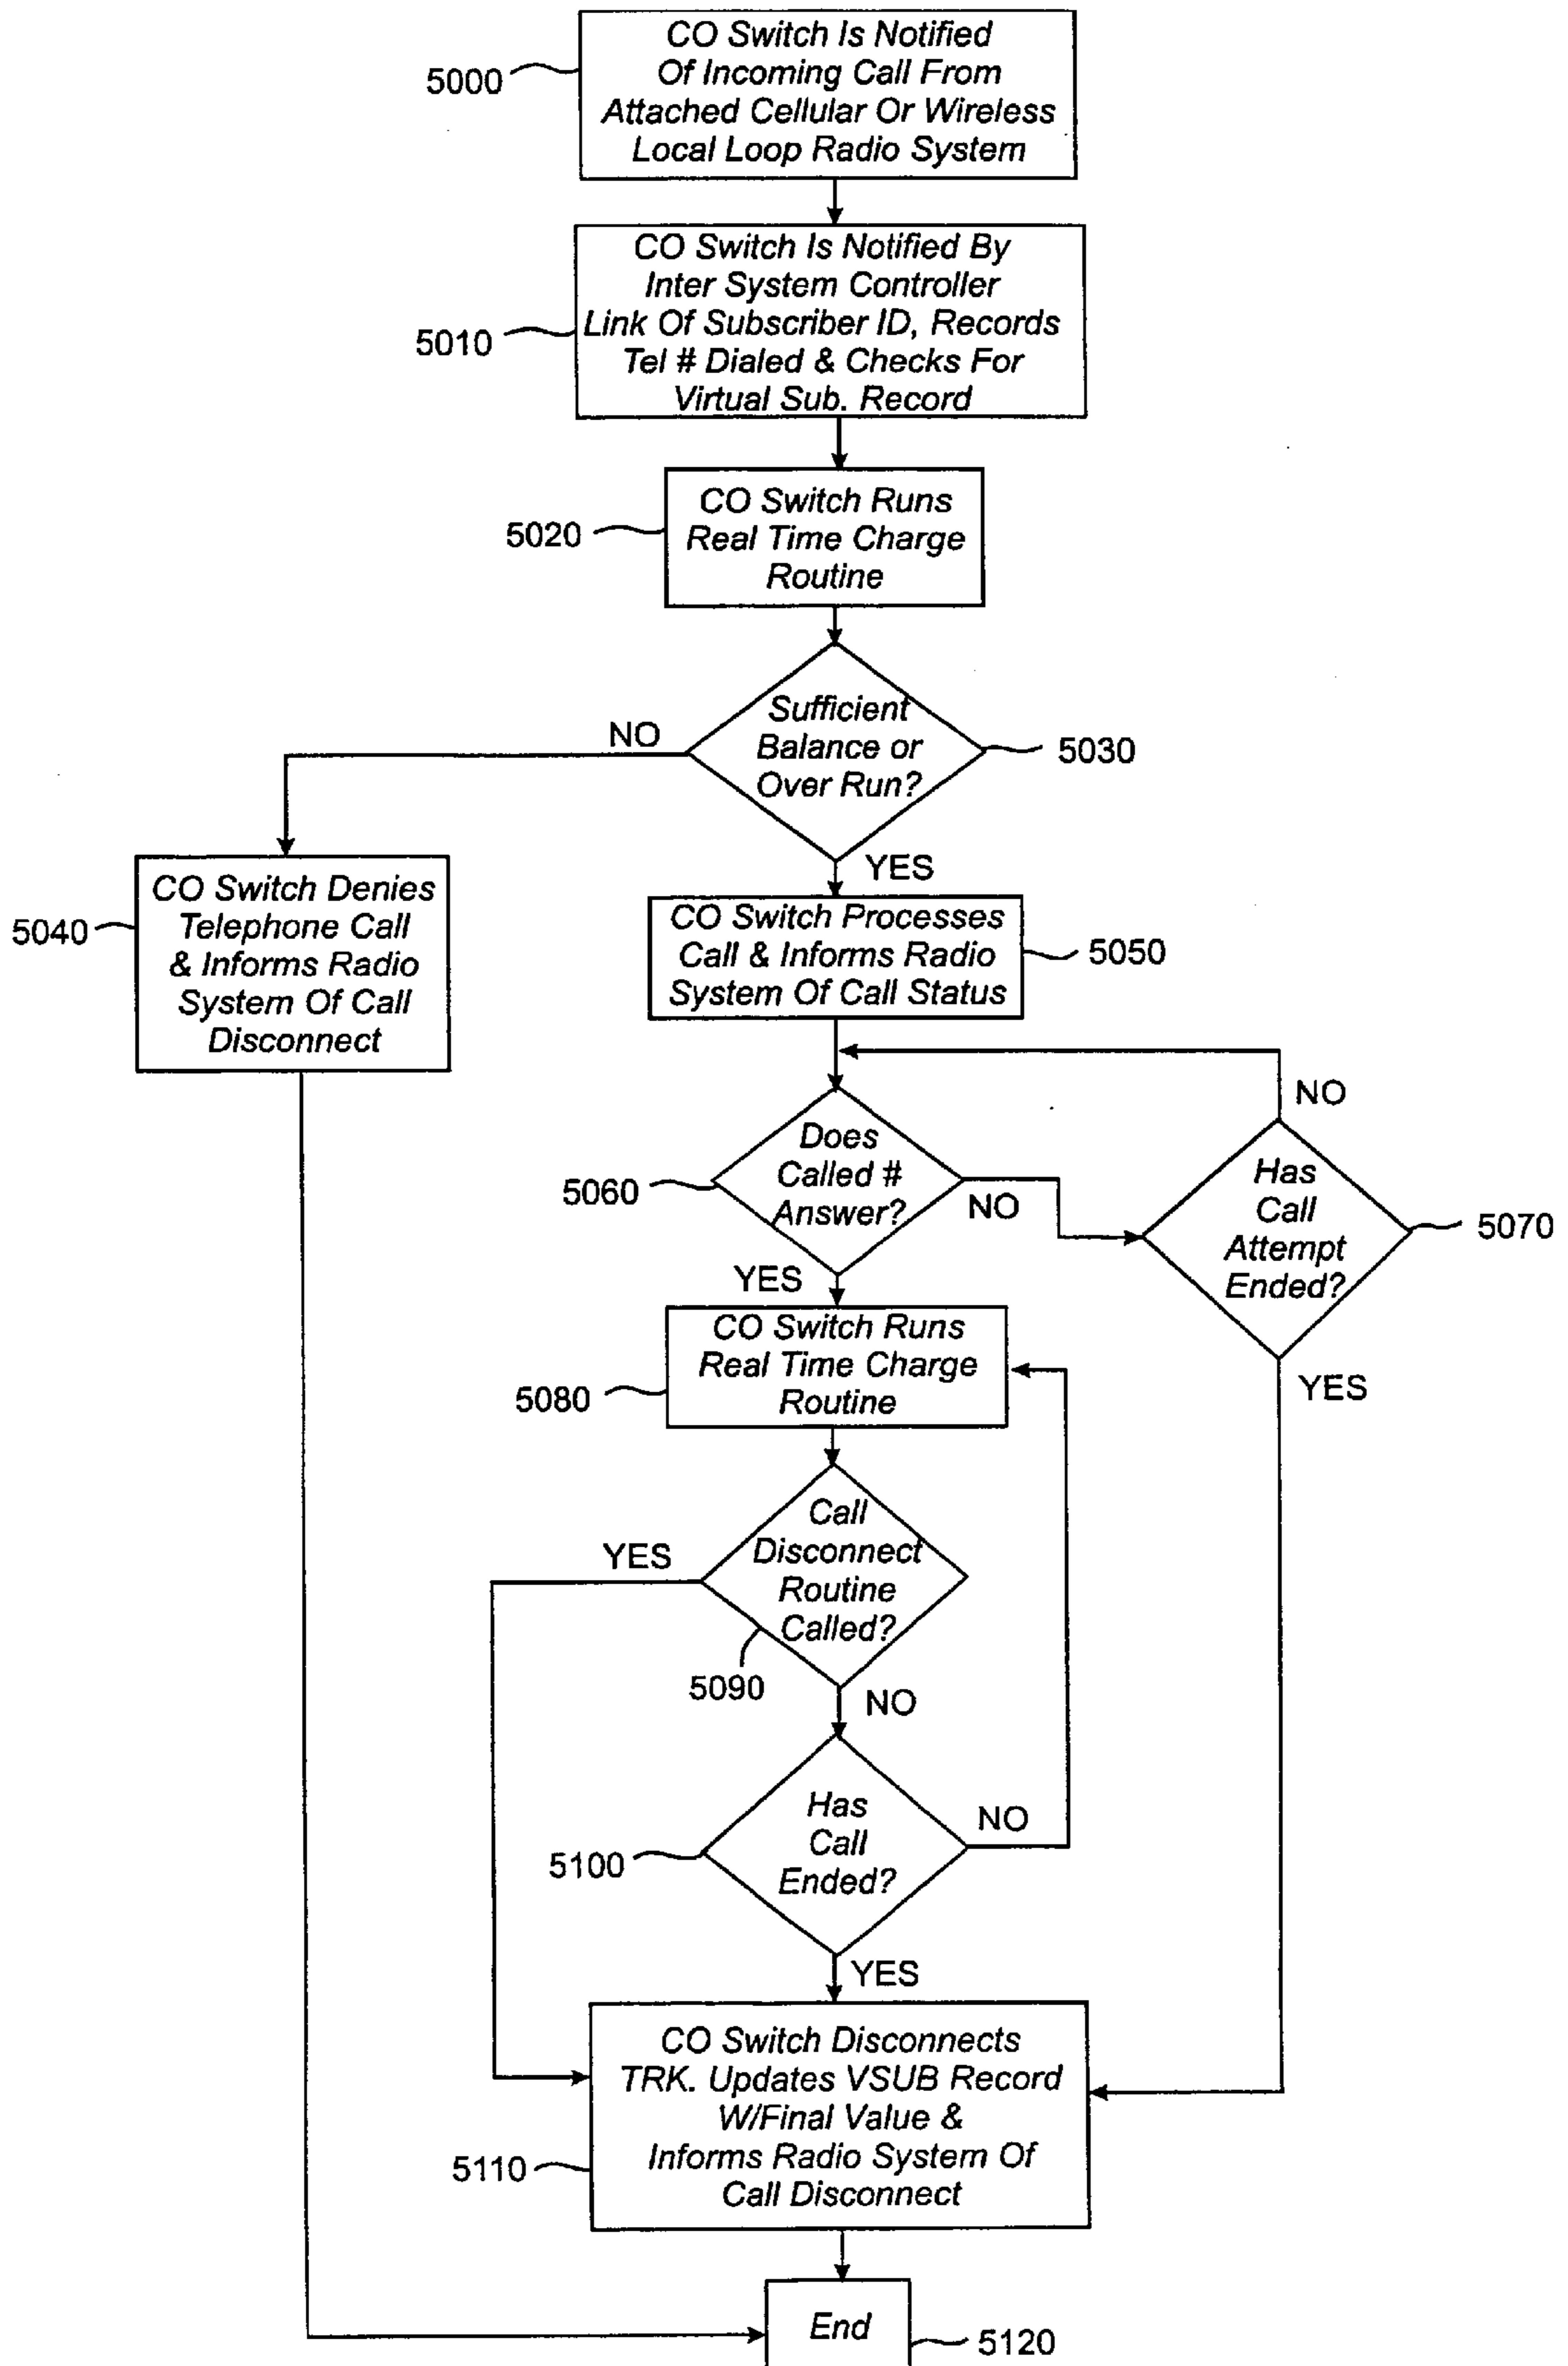 CO Switch Is Notified
Of Incoming Call From
Attached Cellular Or Wireless
Local Loop Radio System
5000
CO Switch Is Notified By
Inter System Controller
Link Of Subscriber ID, Records
Tel # Dialed & Checks For
Virtual Sub. Record
5010
CO Switch Runs
Real Time Charge
Routine
5020
Sufficient
Balance or
Over Run?
5030
NO
YES
CO Switch Denies
Telephone Call
& Informs Radio
System Of Call
Disconnect
5040
CO Switch Processes
Call & Informs Radio
System Of Call Status
5050
Does
Called #
Answer?
5060
NO
YES
Has
Call
Attempt
Ended?
5070
NO
YES
CO Switch Runs
Real Time Charge
Routine
5080
Call
Disconnect
Routine
Called?
5090
YES
NO
Has
Call
Ended?
5100
NO
YES
CO Switch Disconnects
TRK. Updates VSUB Record
W/Final Value &
Informs Radio System Of
Call Disconnect
5110
End
5120